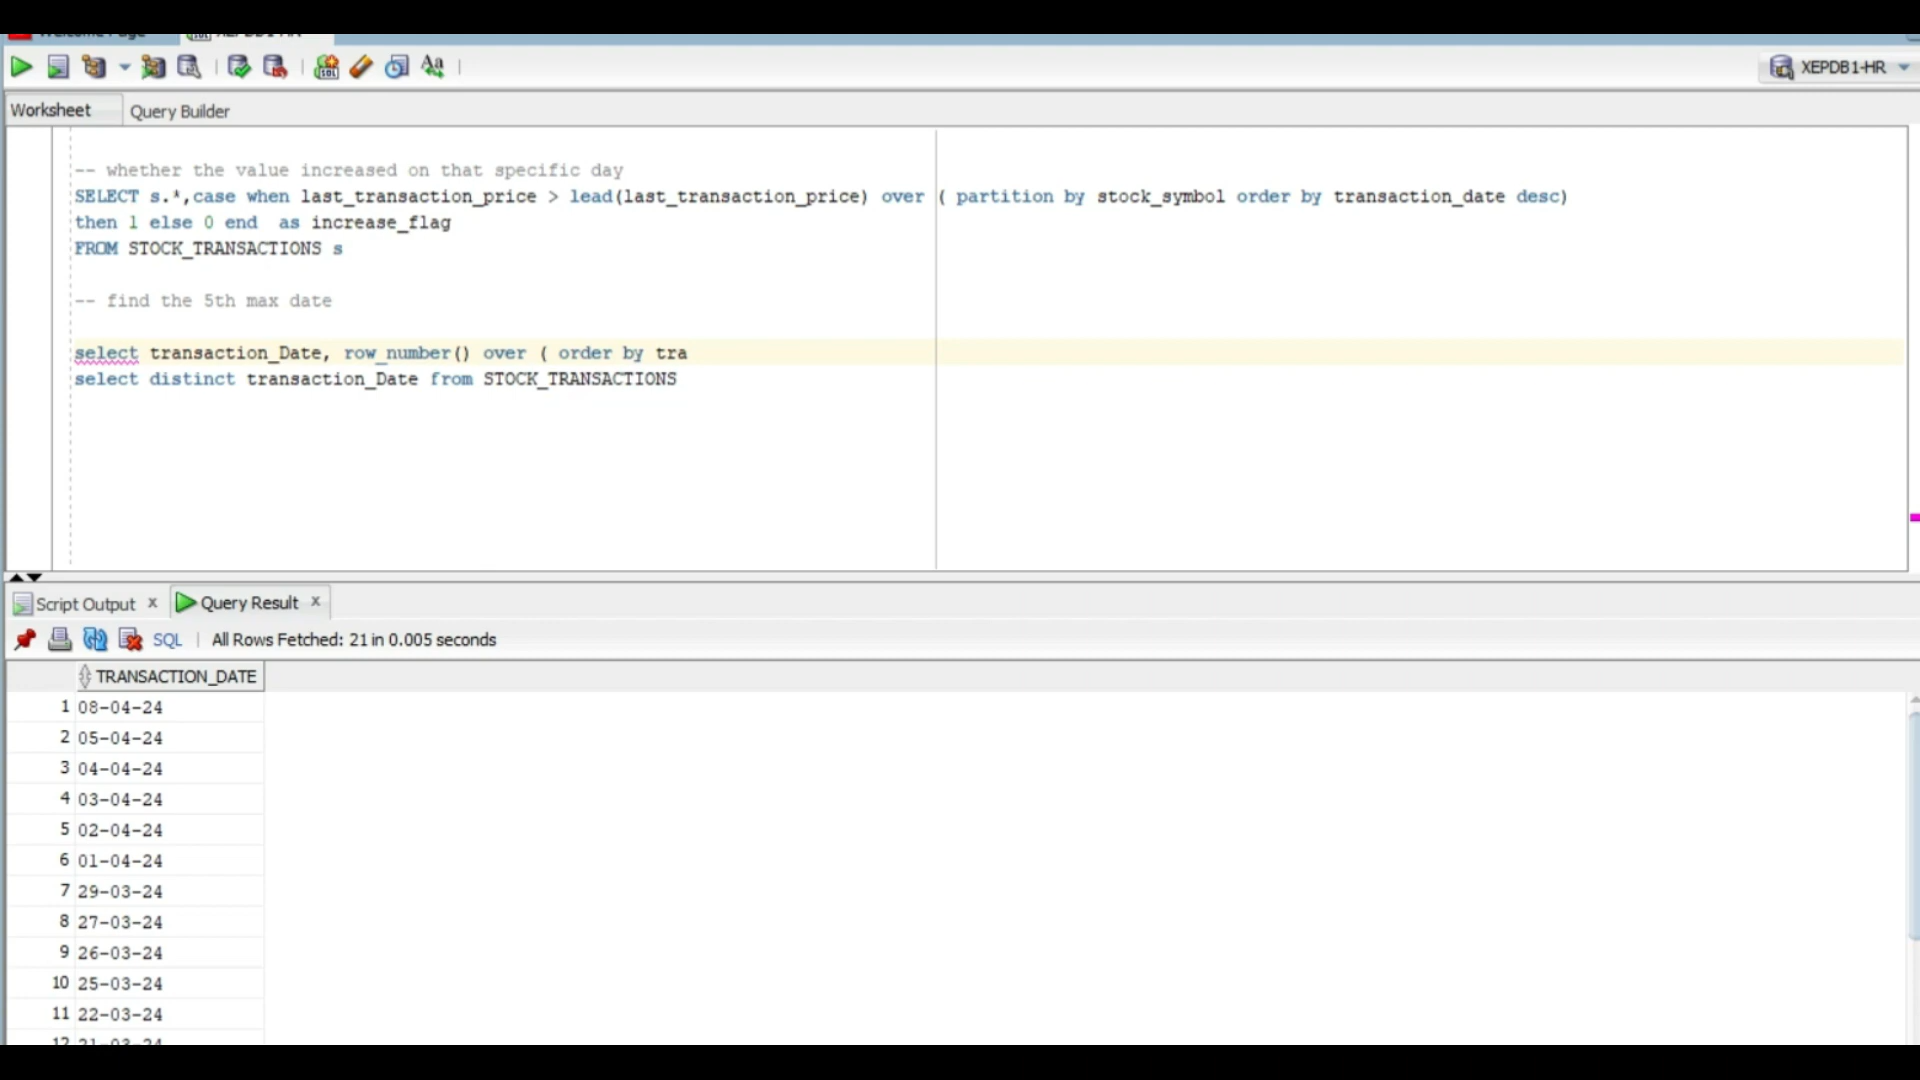 XEPDB1-HR
Worksheet
Query Builder
-- whether the value increased on that specific day
SELECT s.*,case when last_transaction_price > lead(last_transaction_price) over ( partition by stock_symbol order by transaction_date desc)
then 1 else 0 end  as increase_flag
FROM STOCK_TRANSACTIONS s
-- find the 5th max date
select transaction_Date, row_number() over ( order by tra
select distinct transaction_Date from STOCK_TRANSACTIONS
Script Output x
Query Result x
SQL | All Rows Fetched: 21 in 0.005 seconds
TRANSACTION_DATE
1 08-04-24
2 05-04-24
3 04-04-24
4 03-04-24
5 02-04-24
6 01-04-24
7 29-03-24
8 27-03-24
9 26-03-24
10 25-03-24
11 22-03-24